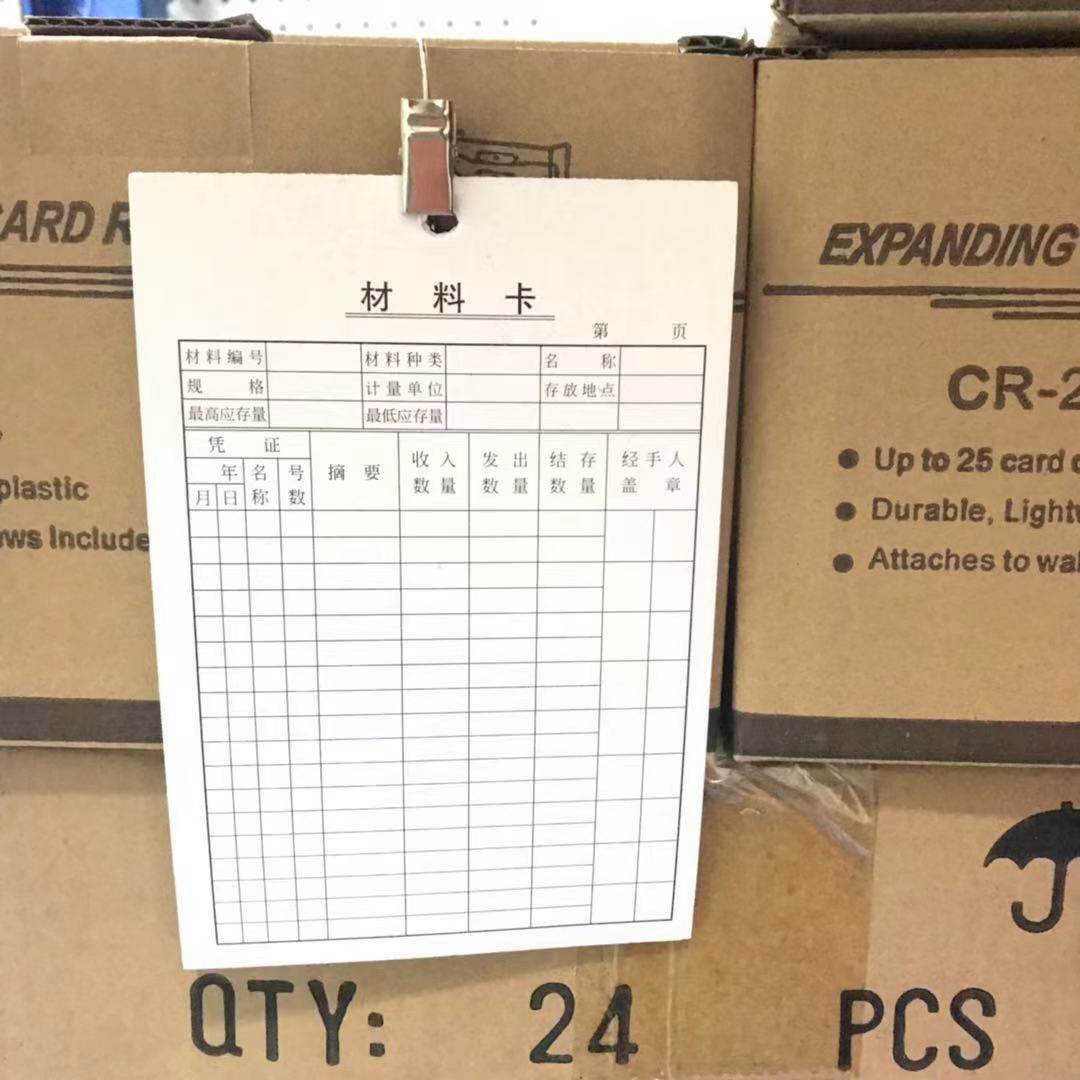 材料卡
第 页
材料编号 材料种类 名称
规格 计量单位 存放地点
最高应存量 最低应存量
凭证 摘要 收入数量 发出数量 结存数量 经手人盖章
年 名称 号数
月 日
ARD R
plastic
ws Include
EXPANDING
CR-2
Up to 25 card
Durable, Light
Attaches to wal
QTY: 24 PCS